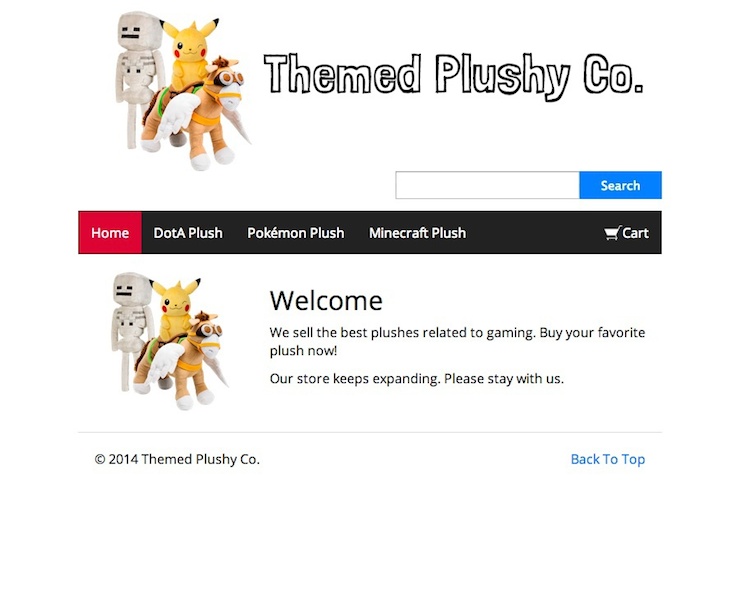 Themed Plushy Co.
Search
Home DotA Plush Pokémon Plush Minecraft Plush Cart
Welcome
We sell the best plushes related to gaming. Buy your favorite
plush now!
Our store keeps expanding. Please stay with us.
© 2014 Themed Plushy Co. Back To Top